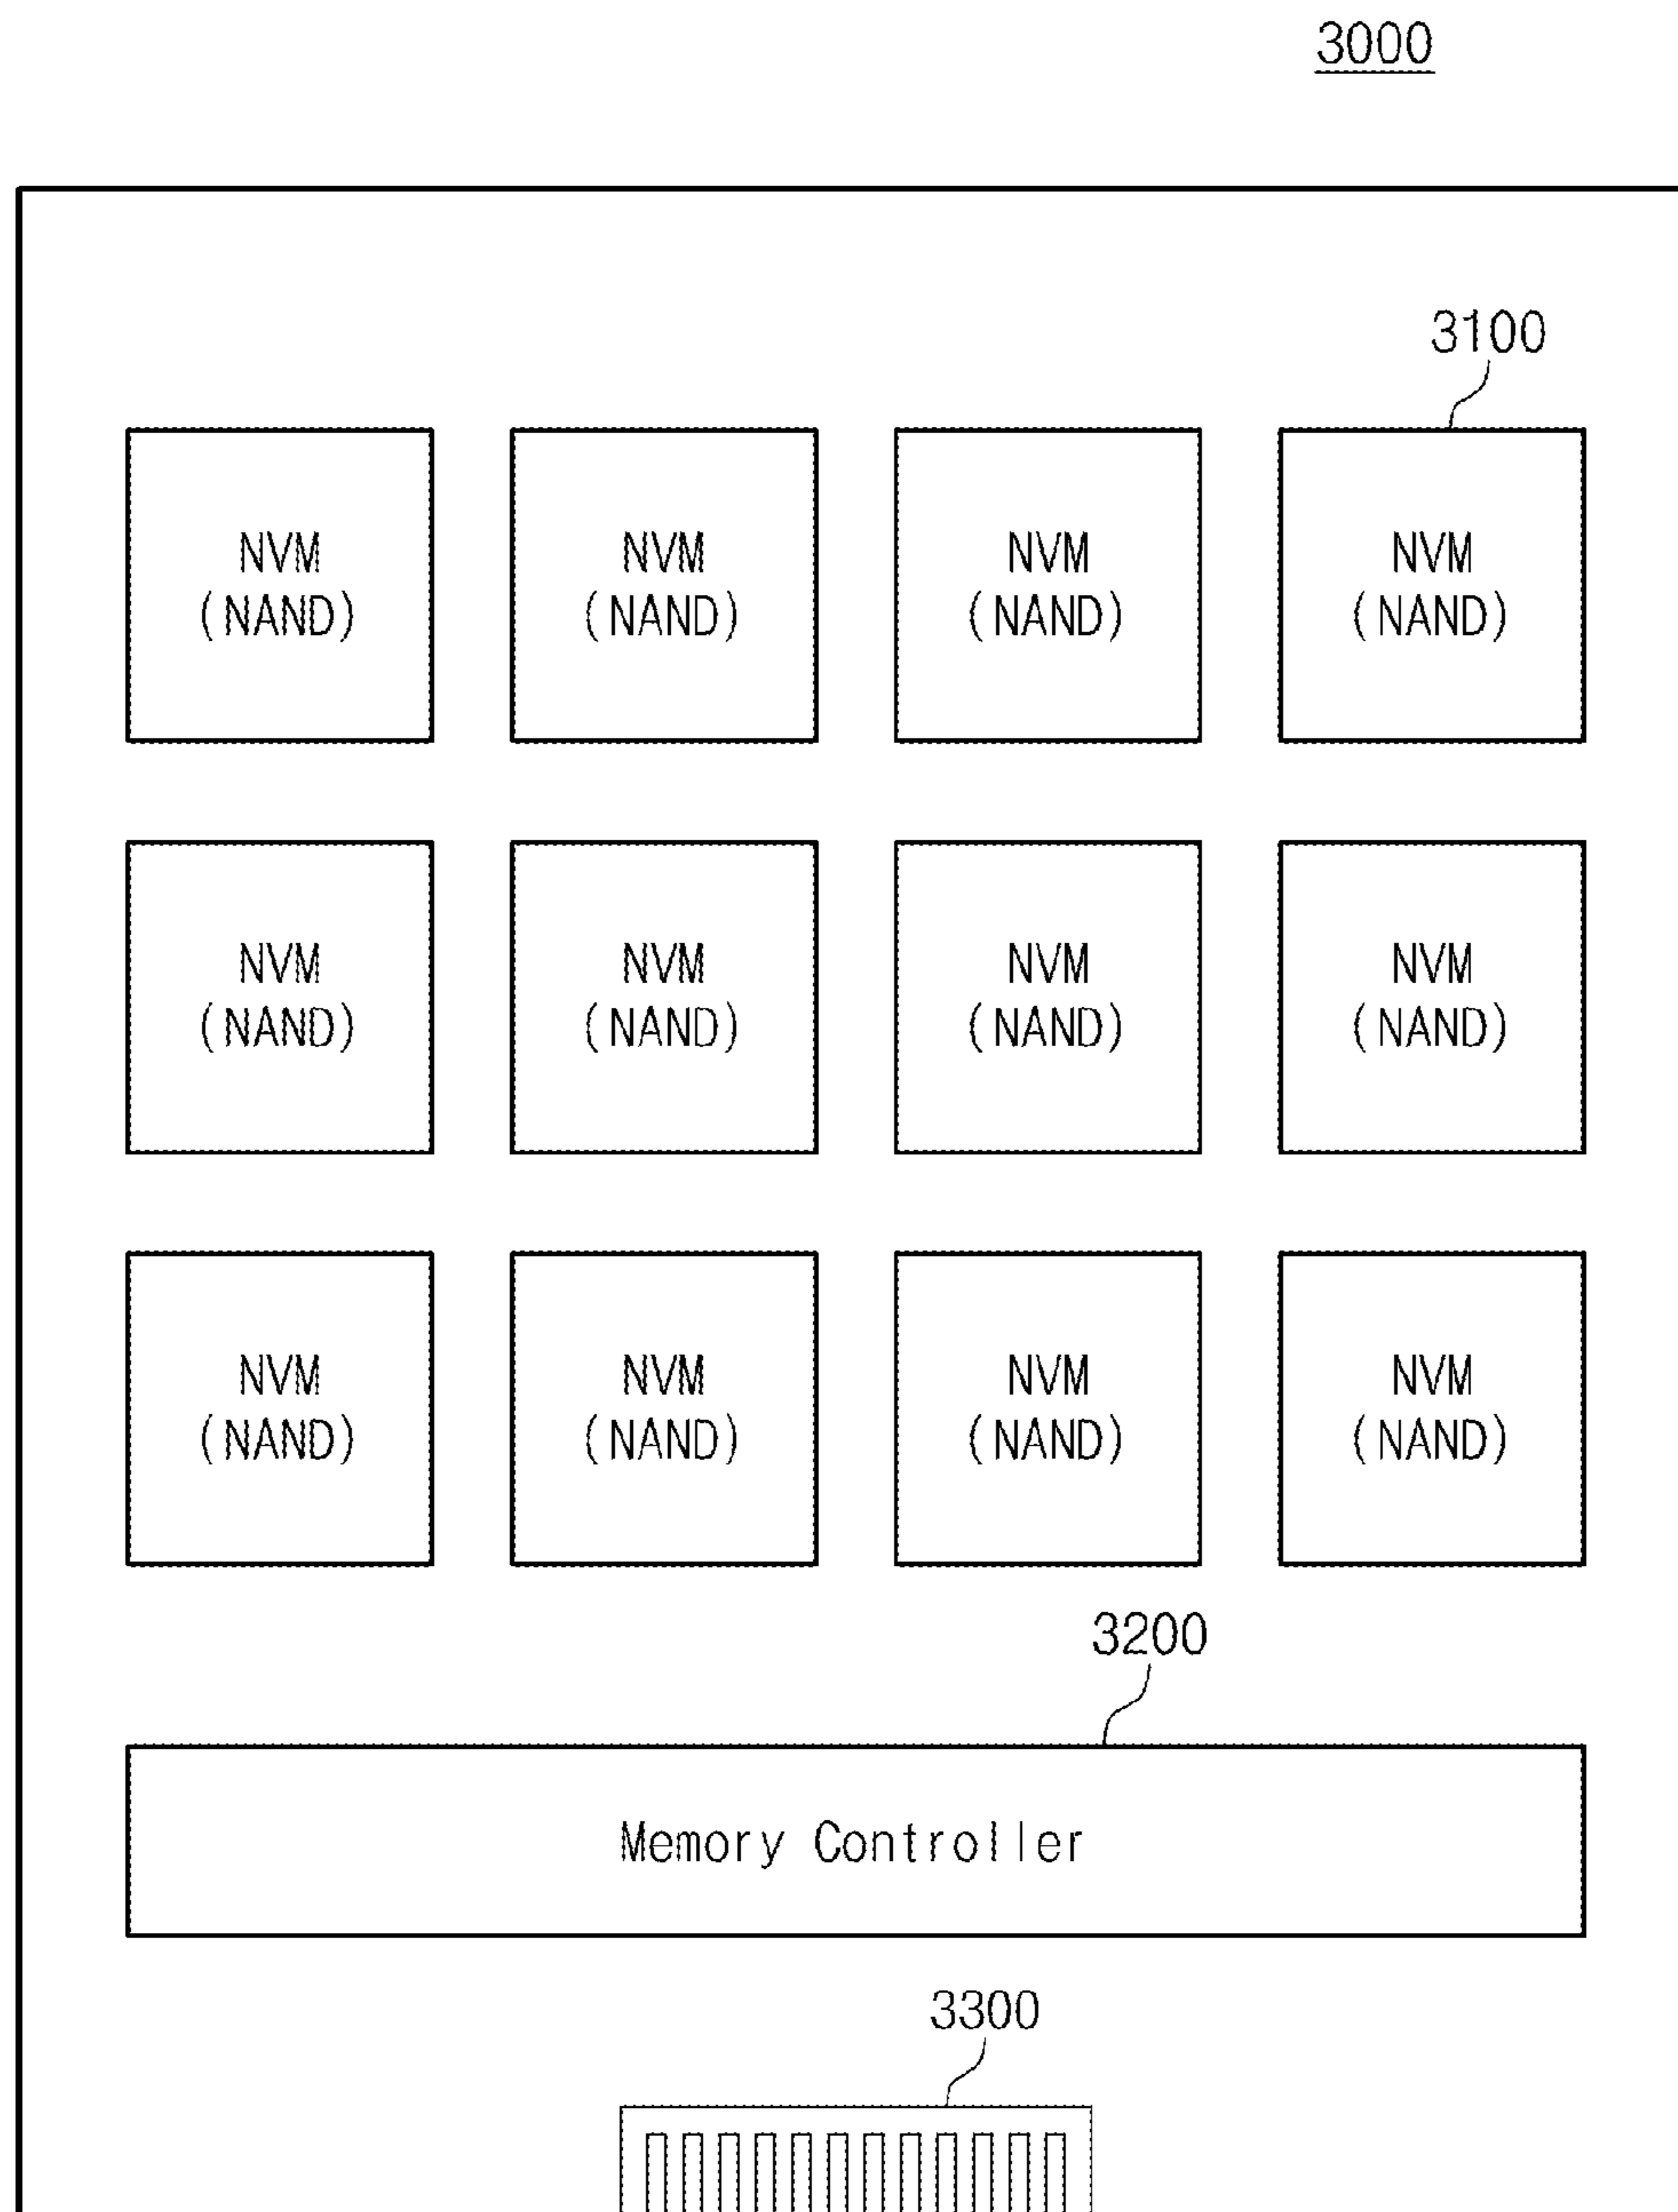 3000
3100
NVM NVM NVM NVM
(NAND) (NAND) (NAND) (NAND)
NVM NVM NVM NVM
(NAND) (NAND) (NAND) (NAND)
NVM NVM NVM NVM
(NAND) (NAND) (NAND) (NAND)
3200
Memory Controller
3300